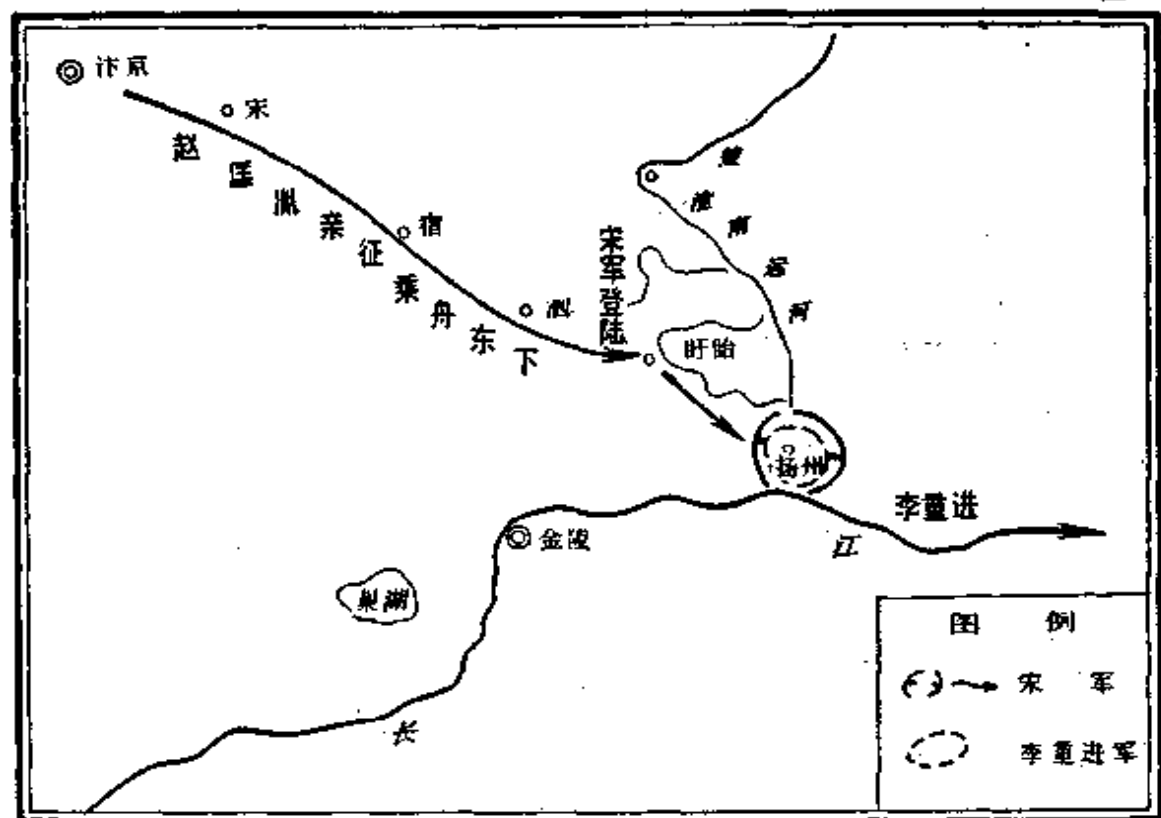 汴京
宋
赵匡胤亲征乘舟东下
宿
泗
宋军登陆
楚
淮南运河
盱眙
扬州
李重进
金陵
江
巢湖
长
图 例
宋 军
李重进军